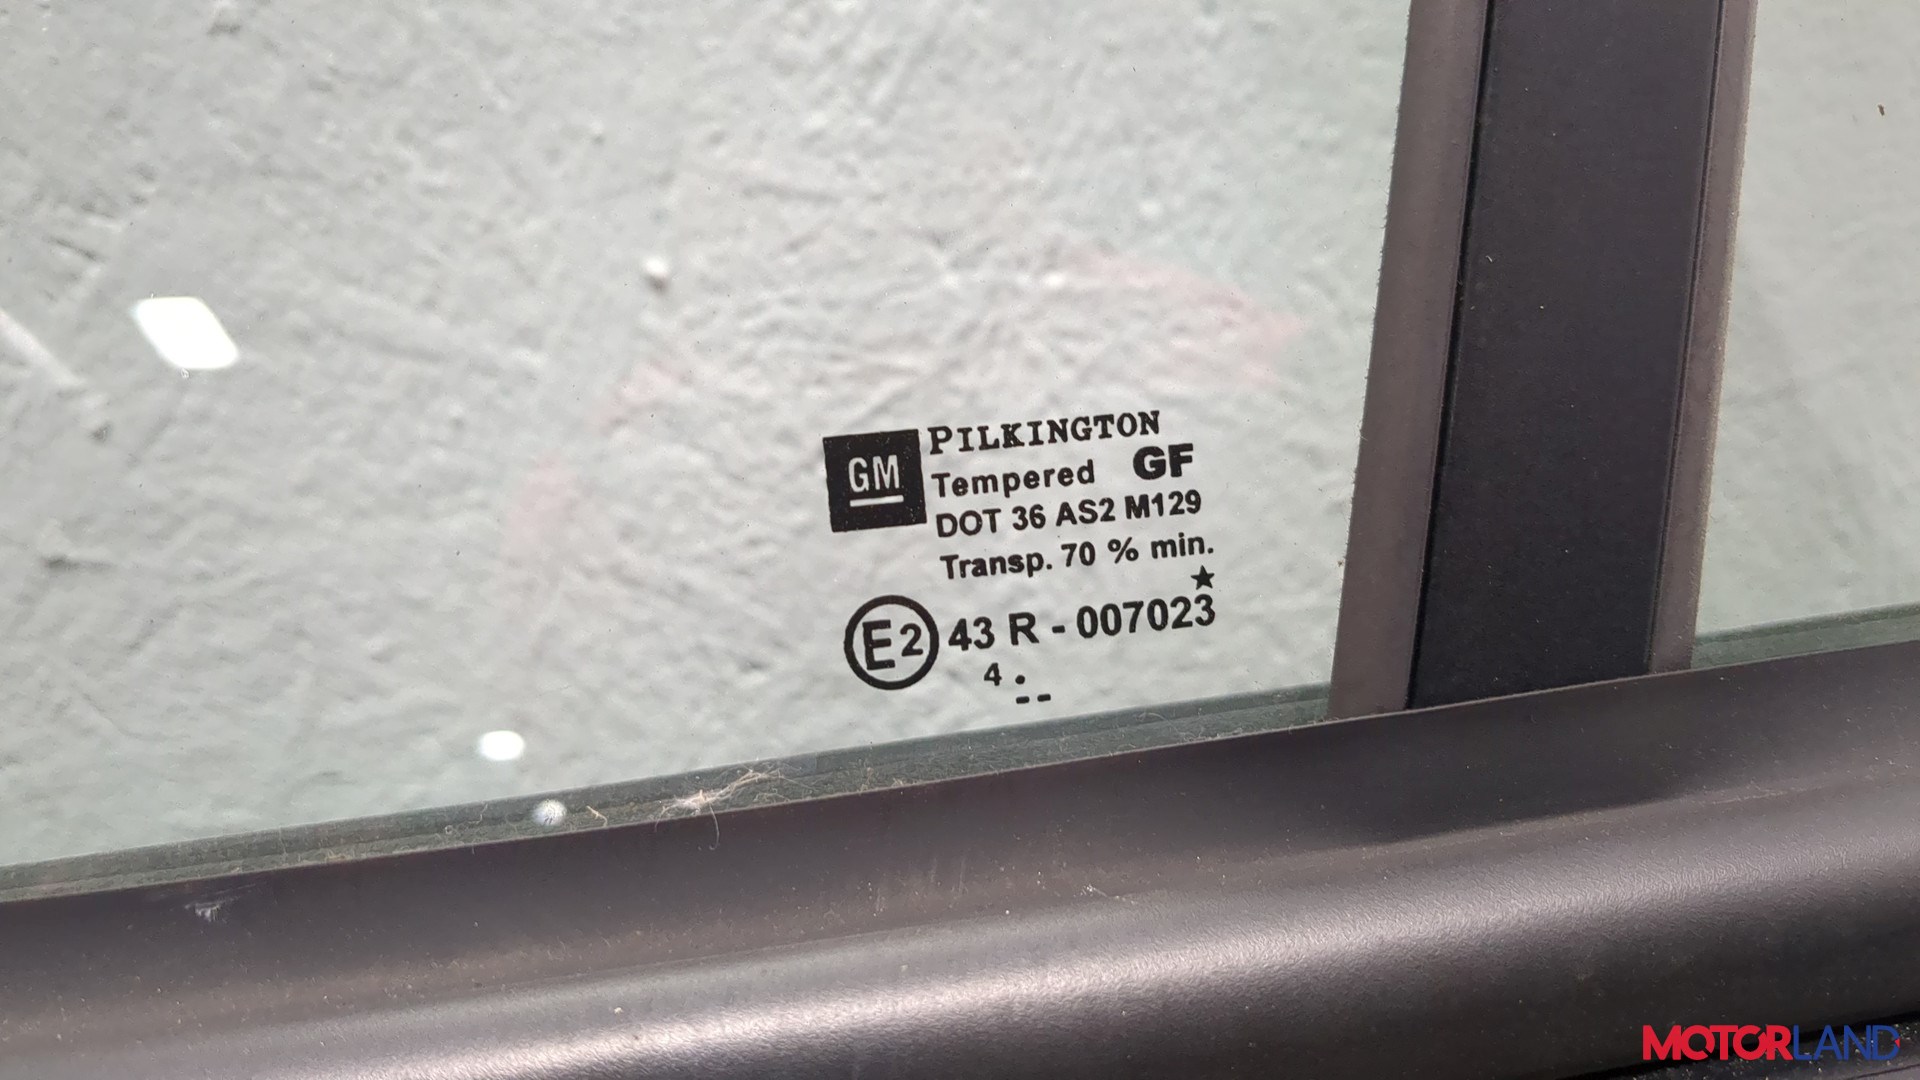 GM
PILKINGTON
Tempered GF
DOT 36 AS2 M129
Transp. 70 % min.
★
E2 43 R - 007023
4 .
- -
MOTORLAND